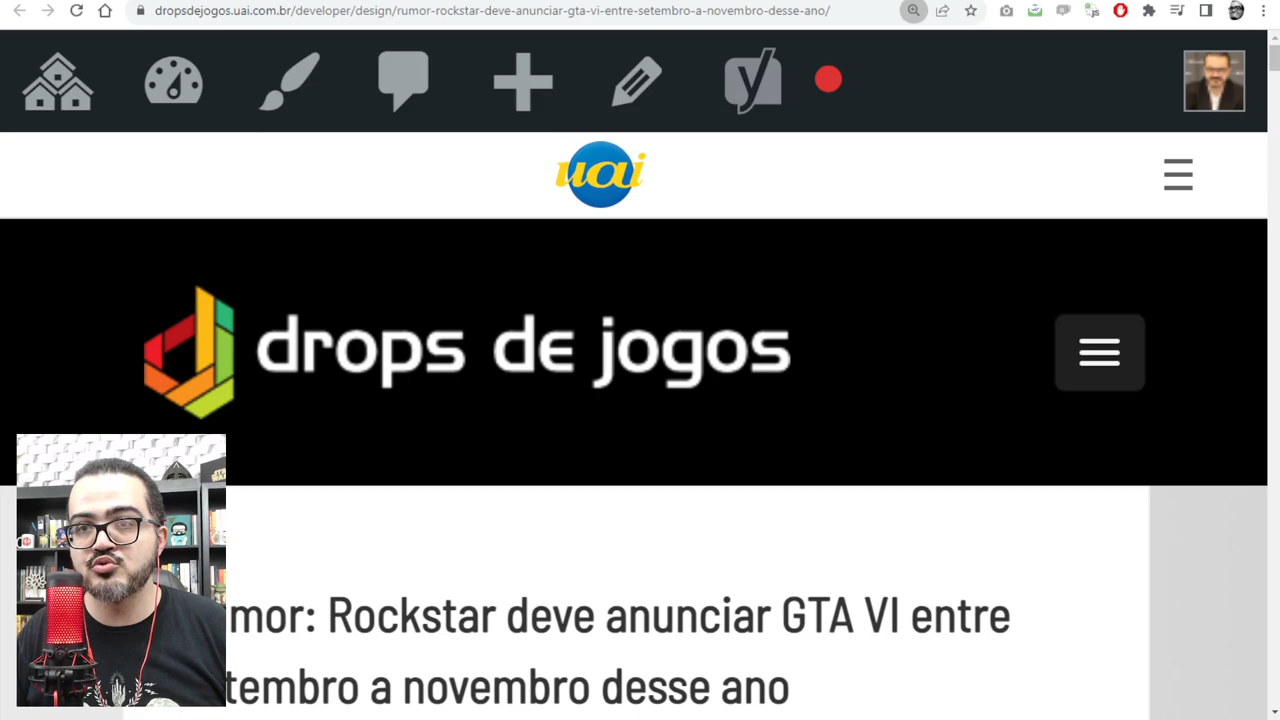 dropsdejogos.uai.com.br/developer/design/rumor-rockstar-deve-anunciar-gta-vi-entre-setembro-a-novembro-desse-ano/
uai
drops de jogos
mor: Rockstar deve anunciar GTA VI entre
tembro a novembro desse ano